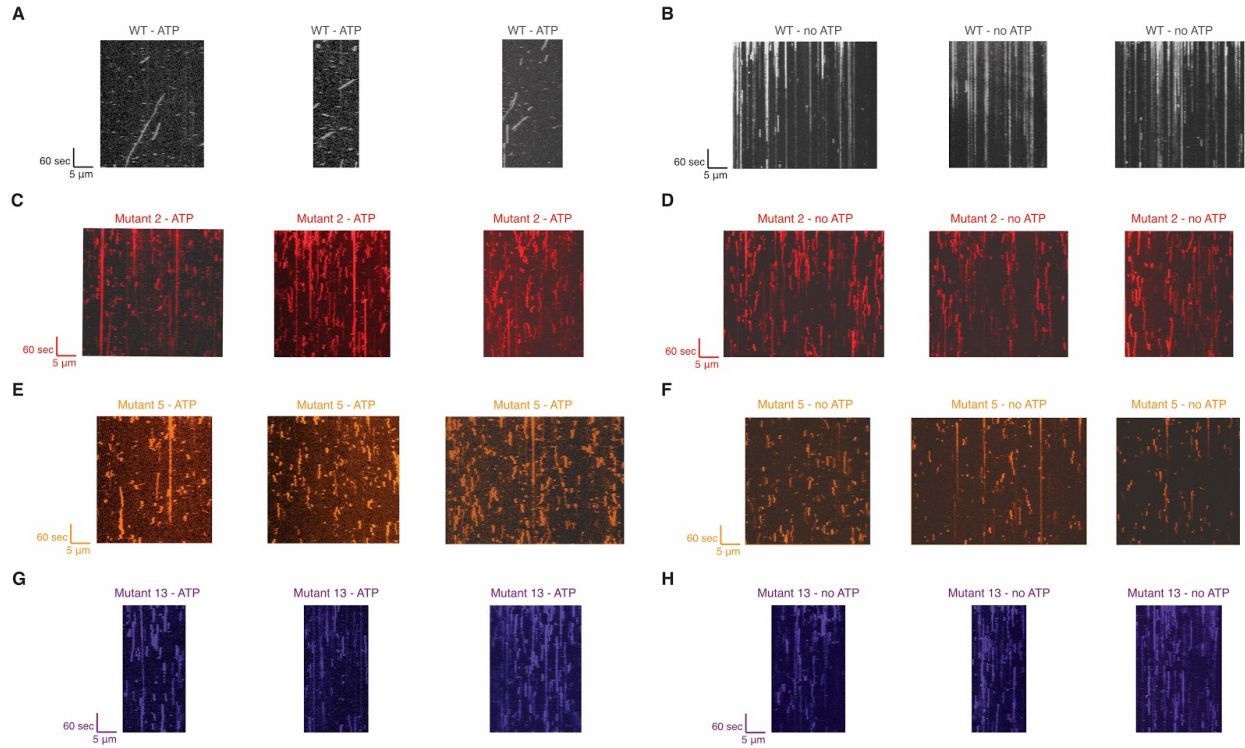 A
WT - ATP
WT - ATP
WT - ATP
60 sec
5 µm
B
WT - no ATP
WT - no ATP
WT - no ATP
60 sec
5 µm
C
Mutant 2 - ATP
Mutant 2 - ATP
Mutant 2 - ATP
60 sec
5 µm
D
Mutant 2 - no ATP
Mutant 2 - no ATP
Mutant 2 - no ATP
60 sec
5 µm
E
Mutant 5 - ATP
Mutant 5 - ATP
Mutant 5 - ATP
60 sec
5 µm
F
Mutant 5 - no ATP
Mutant 5 - no ATP
Mutant 5 - no ATP
60 sec
5 µm
G
Mutant 13 - ATP
Mutant 13 - ATP
Mutant 13 - ATP
60 sec
5 µm
H
Mutant 13 - no ATP
Mutant 13 - no ATP
Mutant 13 - no ATP
60 sec
5 µm